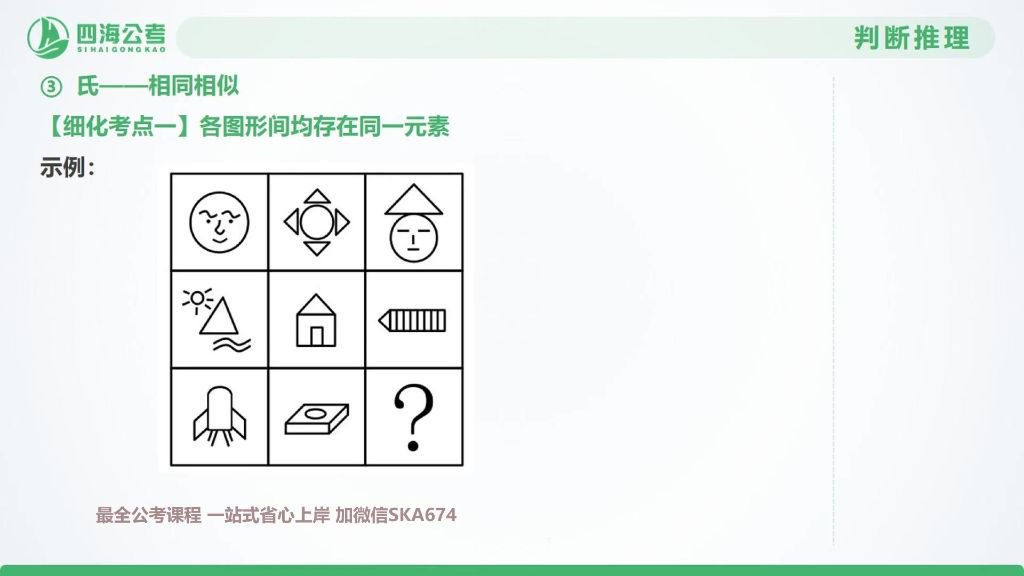 四海公考
SIHAIGONGKAO
判断推理
③ 氏——相同相似
【细化考点一】各图形间均存在同一元素
示例：
?
最全公考课程 一站式省心上岸 加微信SKA674